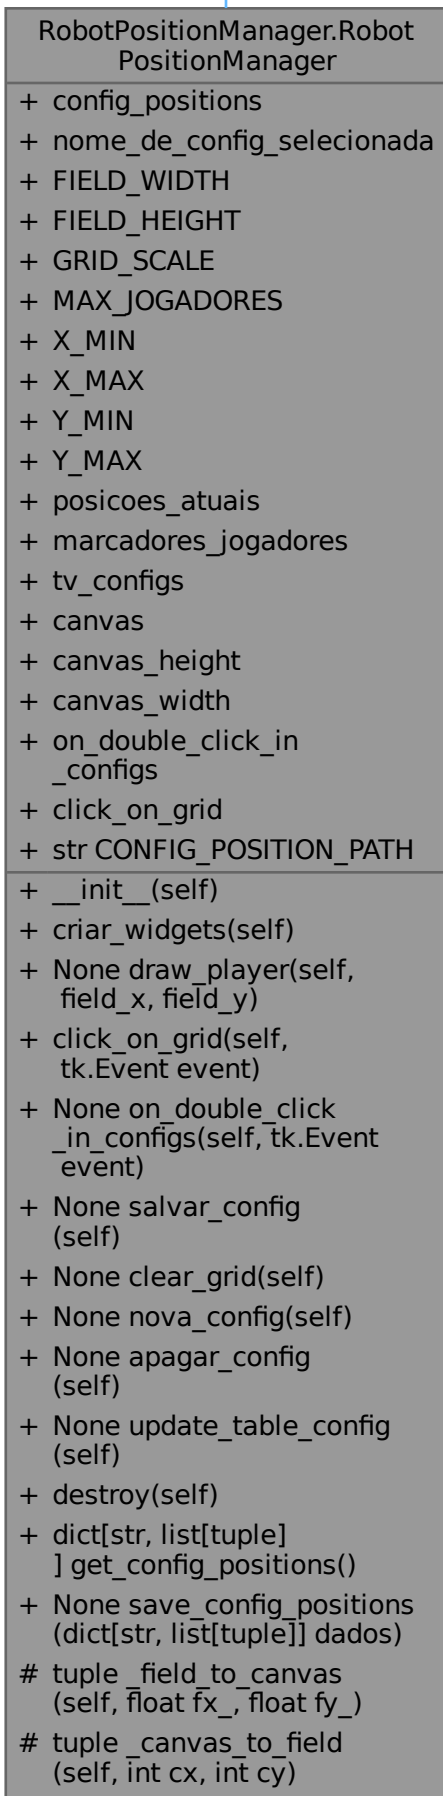 RobotPositionManager.Robot
PositionManager
+ config_positions
+ nome_de_config_selecionada
+ FIELD_WIDTH
+ FIELD_HEIGHT
+ GRID_SCALE
+ MAX_JOGADORES
+ X_MIN
+ X_MAX
+ Y_MIN
+ Y_MAX
+ posicoes_atuais
+ marcadores_jogadores
+ tv_configs
+ canvas
+ canvas_height
+ canvas_width
+ on_double_click_in
_configs
+ click_on_grid
+ str CONFIG_POSITION_PATH
+ __init__(self)
+ criar_widgets(self)
+ None draw_player(self,
field_x, field_y)
+ click_on_grid(self,
tk.Event event)
+ None on_double_click
_in_configs(self, tk.Event
event)
+ None salvar_config
(self)
+ None clear_grid(self)
+ None nova_config(self)
+ None apagar_config
(self)
+ None update_table_config
(self)
+ destroy(self)
+ dict[str, list[tuple]
] get_config_positions()
+ None save_config_positions
(dict[str, list[tuple]] dados)
# tuple _field_to_canvas
(self, float fx_, float fy_)
# tuple _canvas_to_field
(self, int cx, int cy)